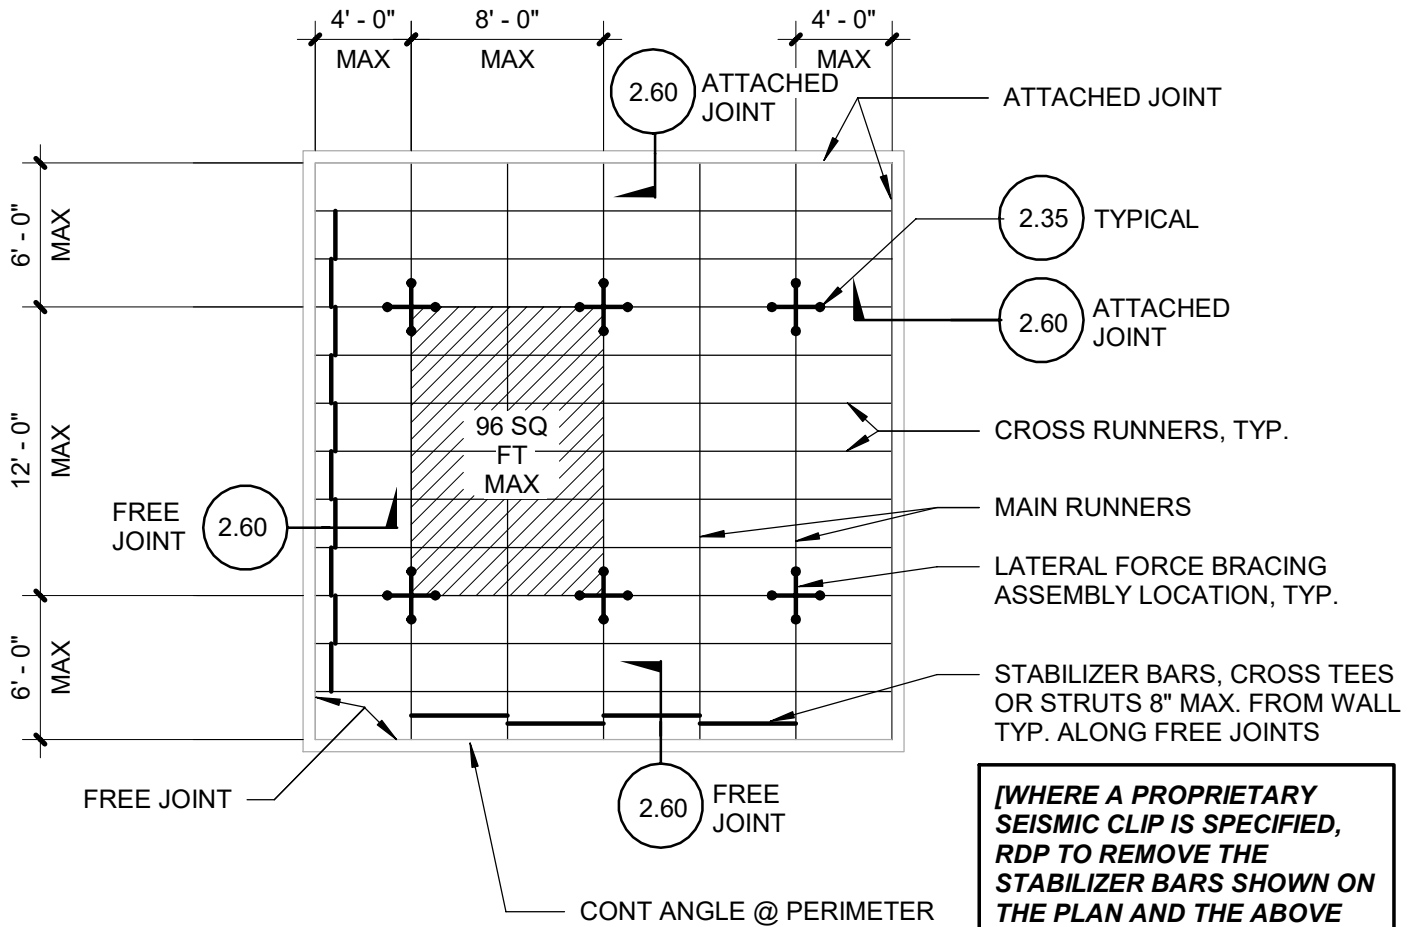 4' - 0"
MAX
8' - 0"
MAX
4' - 0"
MAX
2.60
ATTACHED
JOINT
ATTACHED JOINT
6' - 0"
MAX
2.35
TYPICAL
2.60
ATTACHED
JOINT
12' - 0"
MAX
96 SQ
FT
MAX
CROSS RUNNERS, TYP.
FREE
JOINT
2.60
MAIN RUNNERS
LATERAL FORCE BRACING
ASSEMBLY LOCATION, TYP.
6' - 0"
MAX
STABILIZER BARS, CROSS TEES
OR STRUTS 8" MAX. FROM WALL
TYP. ALONG FREE JOINTS
FREE JOINT
2.60
FREE
JOINT
CONT ANGLE @ PERIMETER
[WHERE A PROPRIETARY
SEISMIC CLIP IS SPECIFIED,
RDP TO REMOVE THE
STABILIZER BARS SHOWN ON
THE PLAN AND THE ABOVE